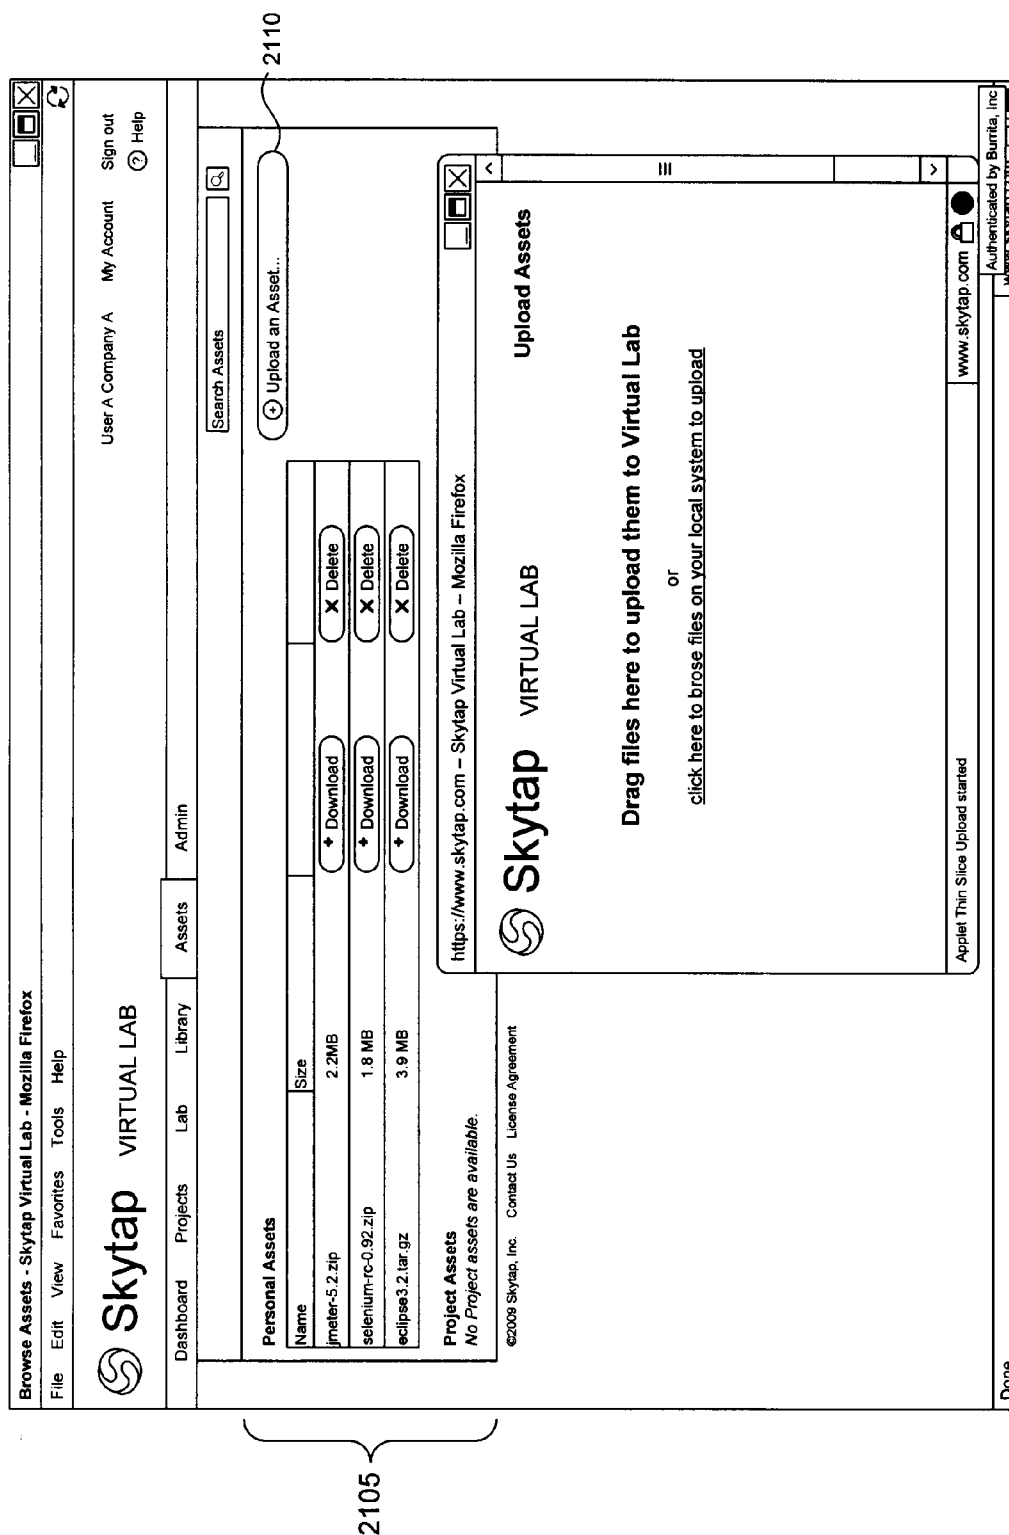 Browse Assets - Skytap Virtual Lab - Mozilla Firefox
File Edit View Favorites Tools Help
Skytap VIRTUAL LAB
User A Company A My Account Sign out
? Help
Dashboard Projects Lab Library Assets Admin
Search Assets
2105
2110
Personal Assets
Upload an Asset...
Name Size
jmeter-5.2.zip 2.2MB Download Delete
selenium-rc-0.92.zip 1.8 MB Download Delete
eclipse3.2.tar.gz 3.9 MB Download Delete
Project Assets
No Project assets are available.
©2009 Skytap, Inc. Contact Us License Agreement
https://www.skytap.com – Skytap Virtual Lab – Mozilla Firefox
Skytap VIRTUAL LAB
Upload Assets
Drag files here to upload them to Virtual Lab
or
click here to brose files on your local system to upload
Applet Thin Slice Upload started
www.skytap.com
Authenticated by Burrita, Inc
Done